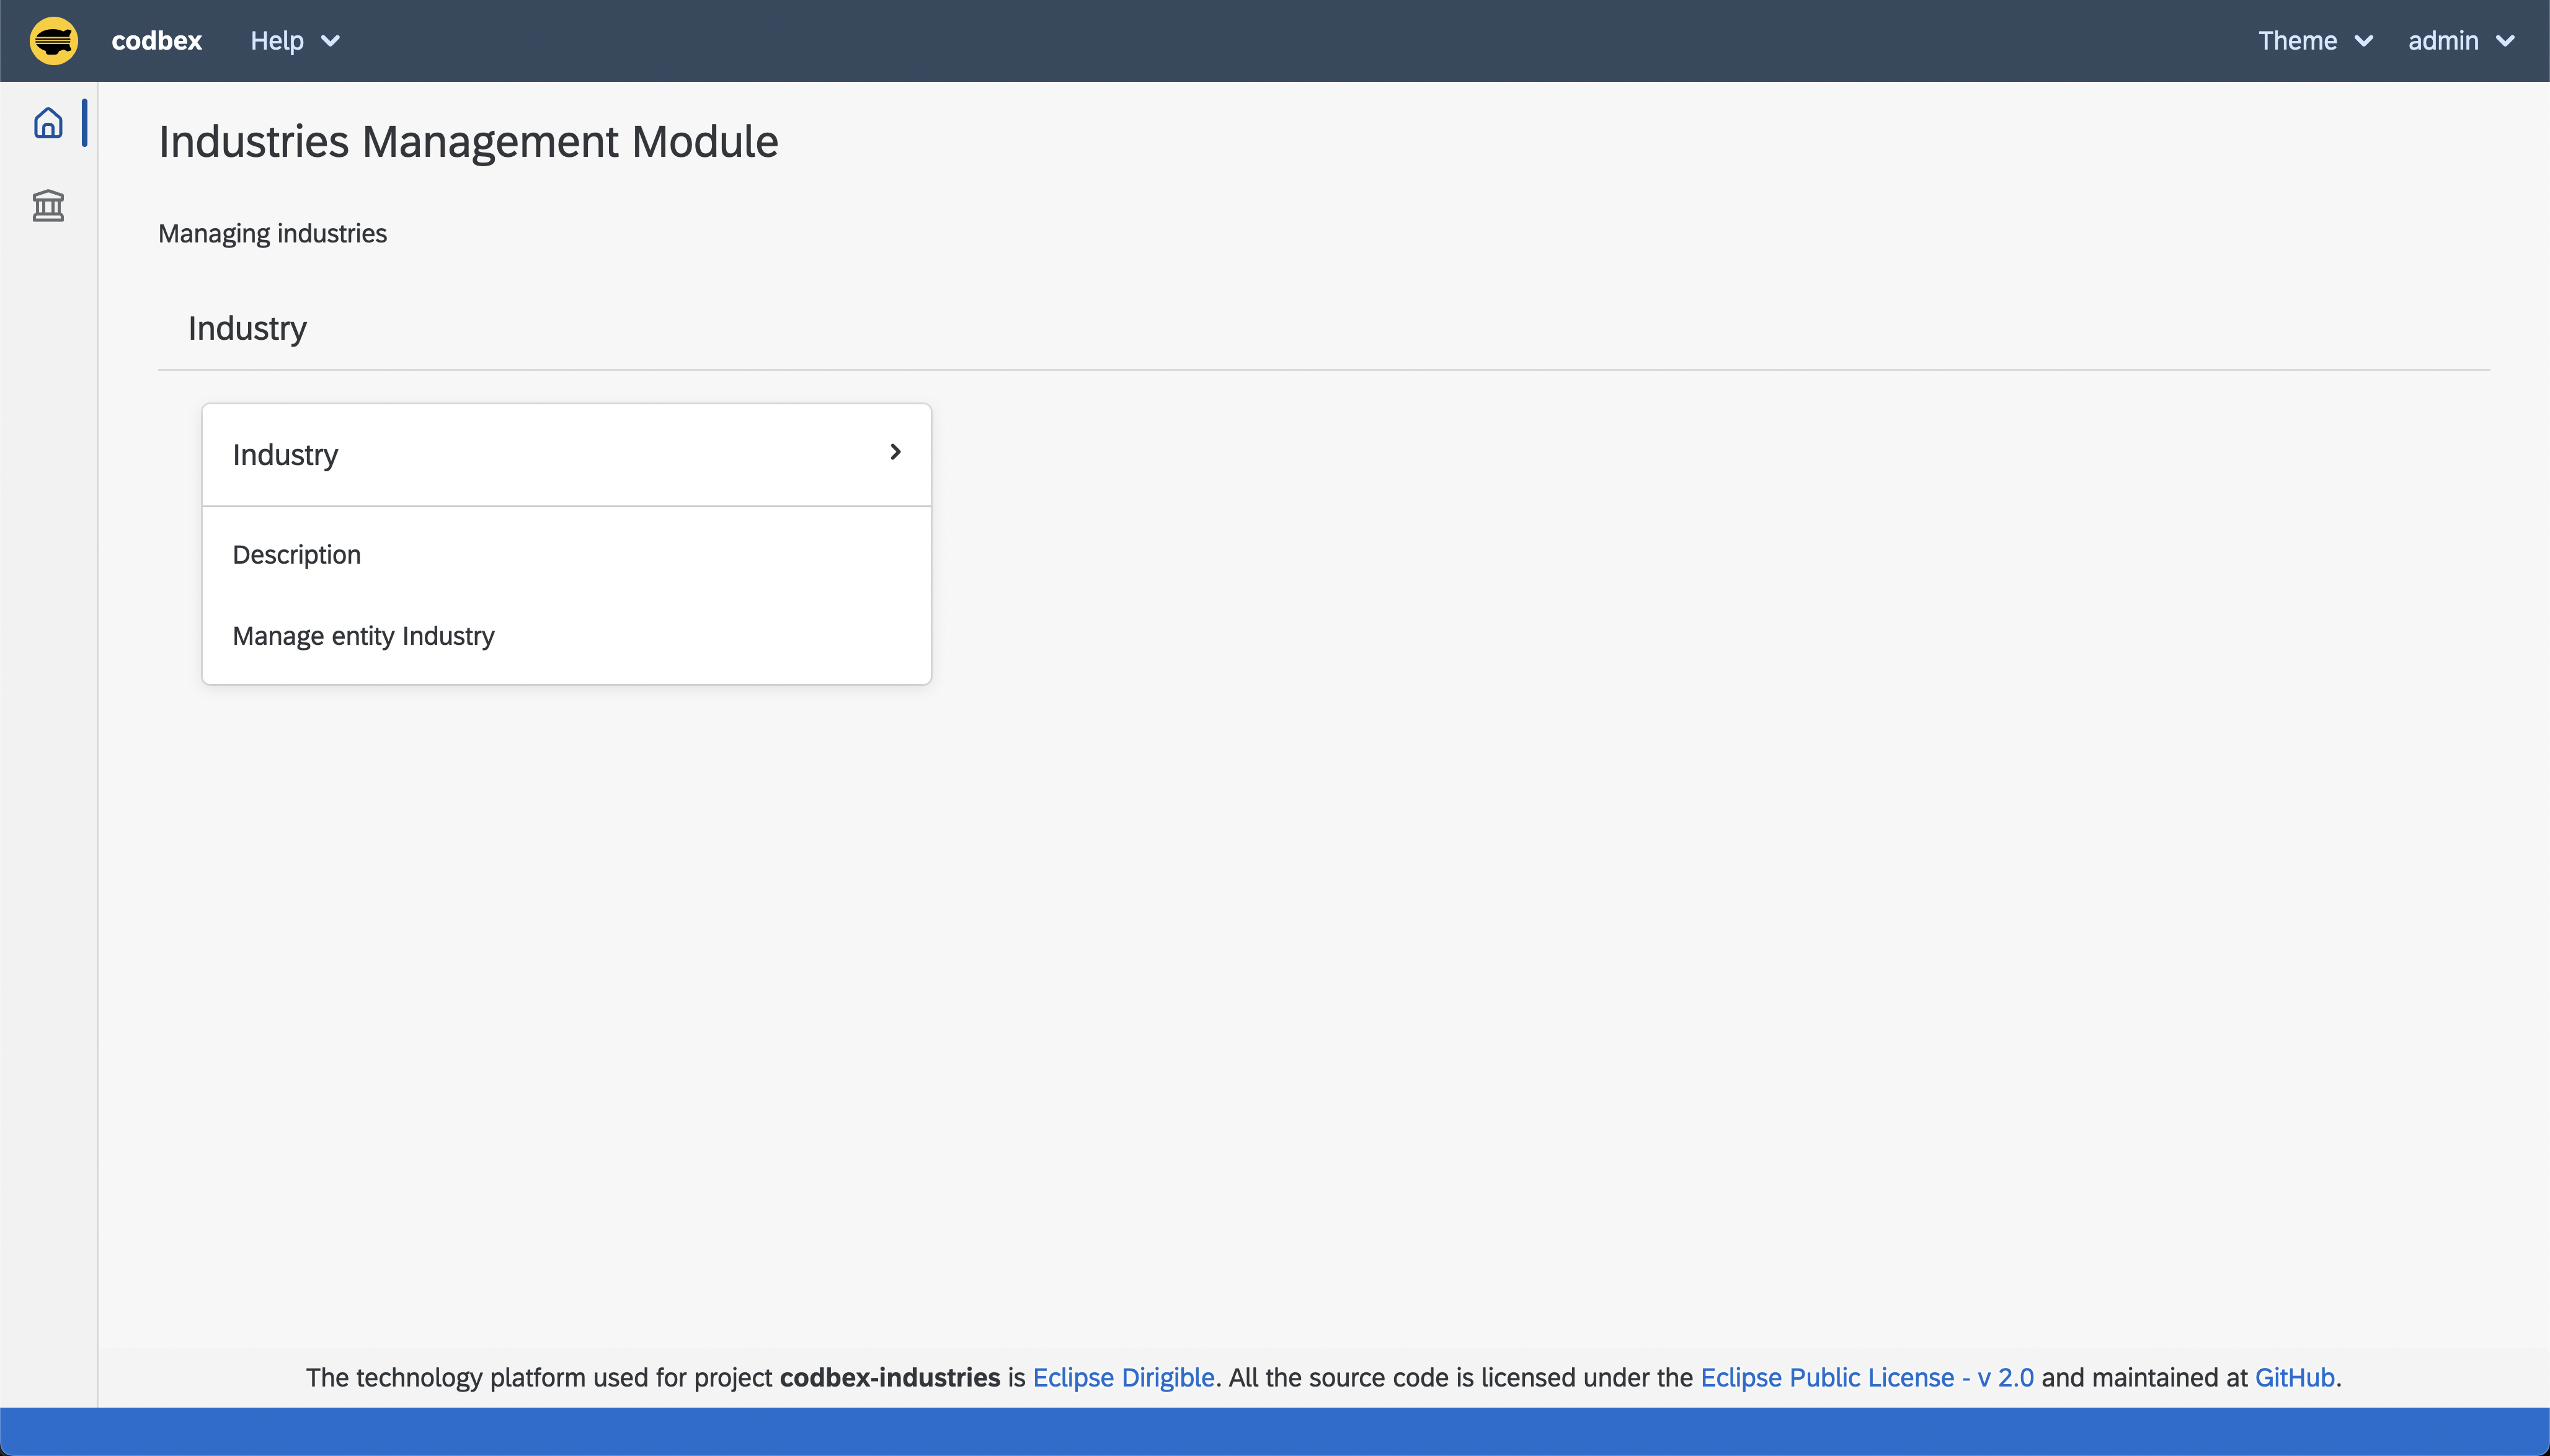 codbex Help Theme admin
Industries Management Module
Managing industries
Industry
Industry
Description
Manage entity Industry
The technology platform used for project codbex-industries is Eclipse Dirigible. All the source code is licensed under the Eclipse Public License - v 2.0 and maintained at GitHub.